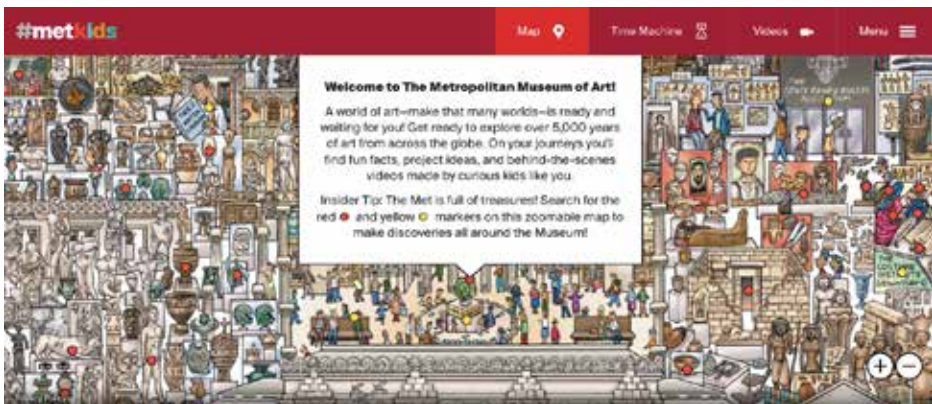 #metkids
Map
Time Machine
Videos
Menu
Welcome to The Metropolitan Museum of Art!
A world of art—make that many worlds—is ready and
waiting for you! Get ready to explore over 5,000 years
of art from across the globe. On your journeys you'll
find fun facts, project ideas, and behind-the-scenes
videos made by curious kids like you.
Insider Tip: The Met is full of treasures! Search for the
red and yellow markers on this zoomable map to
make discoveries all around the Museum!